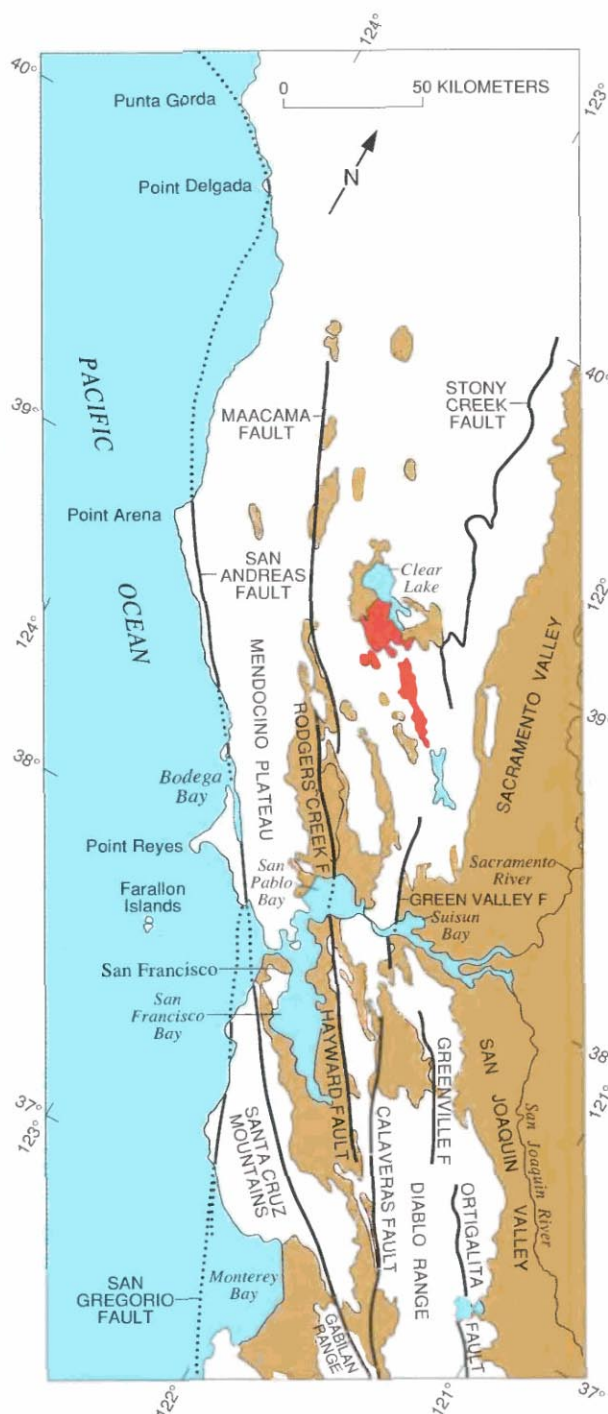 124°
40°
123°
0 50 KILOMETERS
Punta Gorda
N
Point Delgada
PACIFIC
OCEAN
40°
39°
MAACAMA
FAULT
STONY
CREEK
FAULT
Point Arena
SAN
ANDREAS
FAULT
Clear
Lake
122°
124°
MENDOCINO PLATEAU
RODGERS CREEK F
SACRAMENTO VALLEY
39°
38°
Bodega
Bay
Point Reyes
San
Pablo
Bay
Sacramento
River
Farallon
Islands
GREEN VALLEY F
Suisun
Bay
San Francisco
San
Francisco
Bay
HAYWARD FAULT
GREENVILLE F
SAN
JOAQUIN
VALLEY
38°
121°
San Joaquin River
37°
123°
SANTA CRUZ
MOUNTAINS
CALAVERAS FAULT
DIABLO RANGE
ORTIGALITA
FAULT
SAN
GREGORIO
FAULT
Monterey
Bay
GABILAN
RANGE
122°
121°
37°